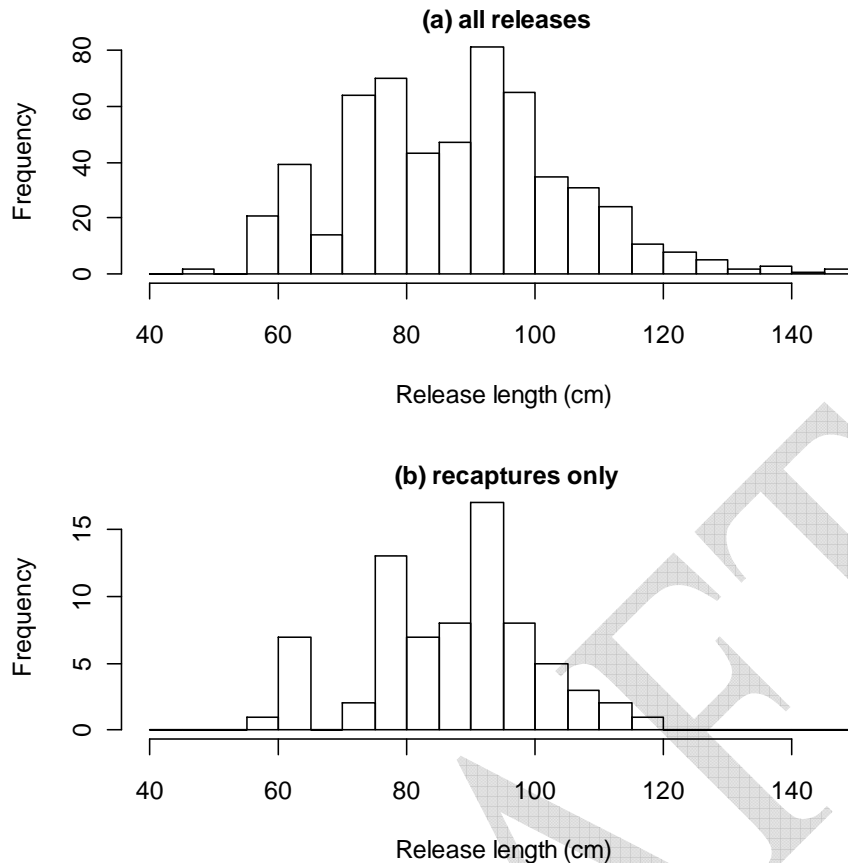 (a) all releases
Frequency
0 20 40 60 80
40 60 80 100 120 140
Release length (cm)
(b) recaptures only
Frequency
0 5 10 15
40 60 80 100 120 140
Release length (cm)